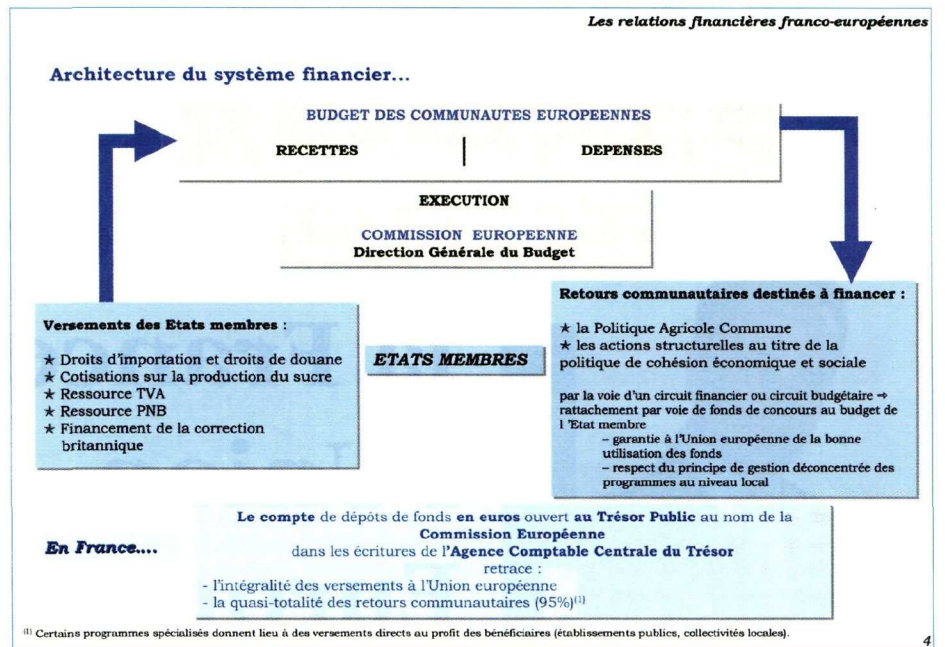 Les relations financières franco-européennes
Architecture du système financier...
BUDGET DES COMMUNAUTES EUROPEENNES
RECETTES
DEPENSES
EXECUTION
COMMISSION EUROPEENNE
Direction Générale du Budget
Versements des Etats membres :
★ Droits d'importation et droits de douane
★ Cotisations sur la production du sucre
★ Ressource TVA
★ Ressource PNB
★ Financement de la correction
britannique
ETATS MEMBRES
Retours communautaires destinés à financer :
★ la Politique Agricole Commune
★ les actions structurelles au titre de la
politique de cohésion économique et sociale
par la voie d'un circuit financier ou circuit budgétaire →
rattachement par voie de fonds de concours au budget de
l 'Etat membre
– garantie à l'Union européenne de la bonne
utilisation des fonds
– respect du principe de gestion déconcentrée des
programmes au niveau local
En France....
Le compte de dépôts de fonds en euros ouvert au Trésor Public au nom de la
Commission Européenne
dans les écritures de l'Agence Comptable Centrale du Trésor
retrace :
- l'intégralité des versements à l'Union européenne
- la quasi-totalité des retours communautaires (95%)(1)
(1) Certains programmes spécialisés donnent lieu à des versements directs au profit des bénéficiaires (établissements publics, collectivités locales).
4